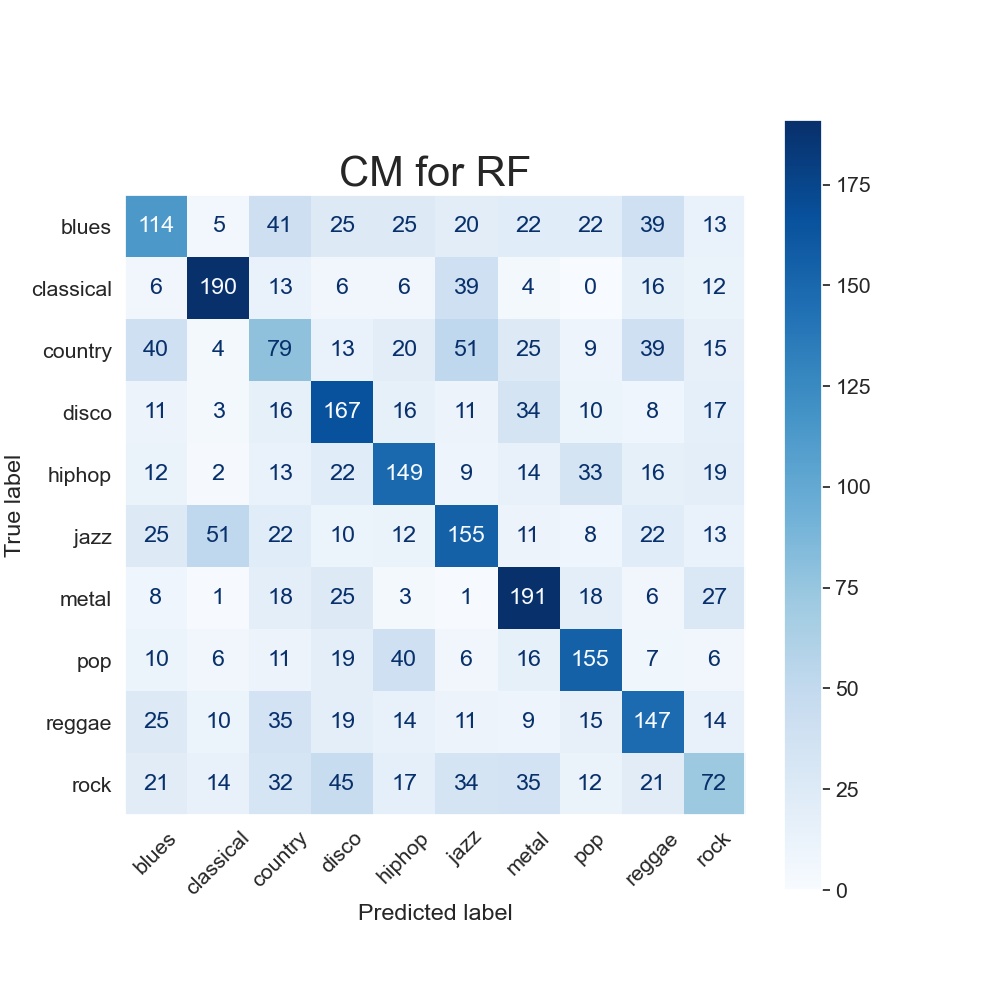 CM for RF
blues 114 5 41 25 25 20 22 22 39 13
classical 6 190 13 6 6 39 4 0 16 12
country 40 4 79 13 20 51 25 9 39 15
disco 11 3 16 167 16 11 34 10 8 17
hiphop 12 2 13 22 149 9 14 33 16 19
jazz 25 51 22 10 12 155 11 8 22 13
metal 8 1 18 25 3 1 191 18 6 27
pop 10 6 11 19 40 6 16 155 7 6
reggae 25 10 35 19 14 11 9 15 147 14
rock 21 14 32 45 17 34 35 12 21 72
blues classical country disco hiphop jazz metal pop reggae rock
Predicted label
True label
175
150
125
100
75
50
25
0